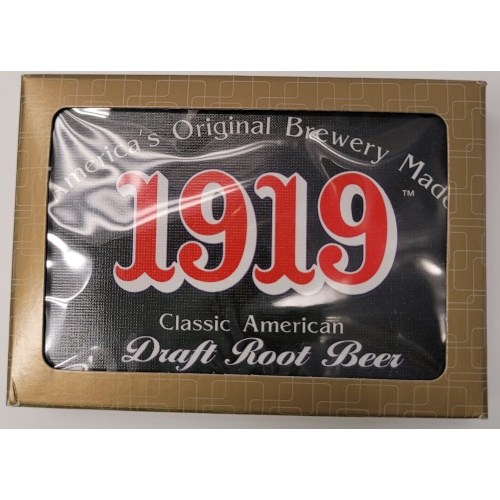 America's Original Brewery Made
1919™
Classic American
Draft Root Beer